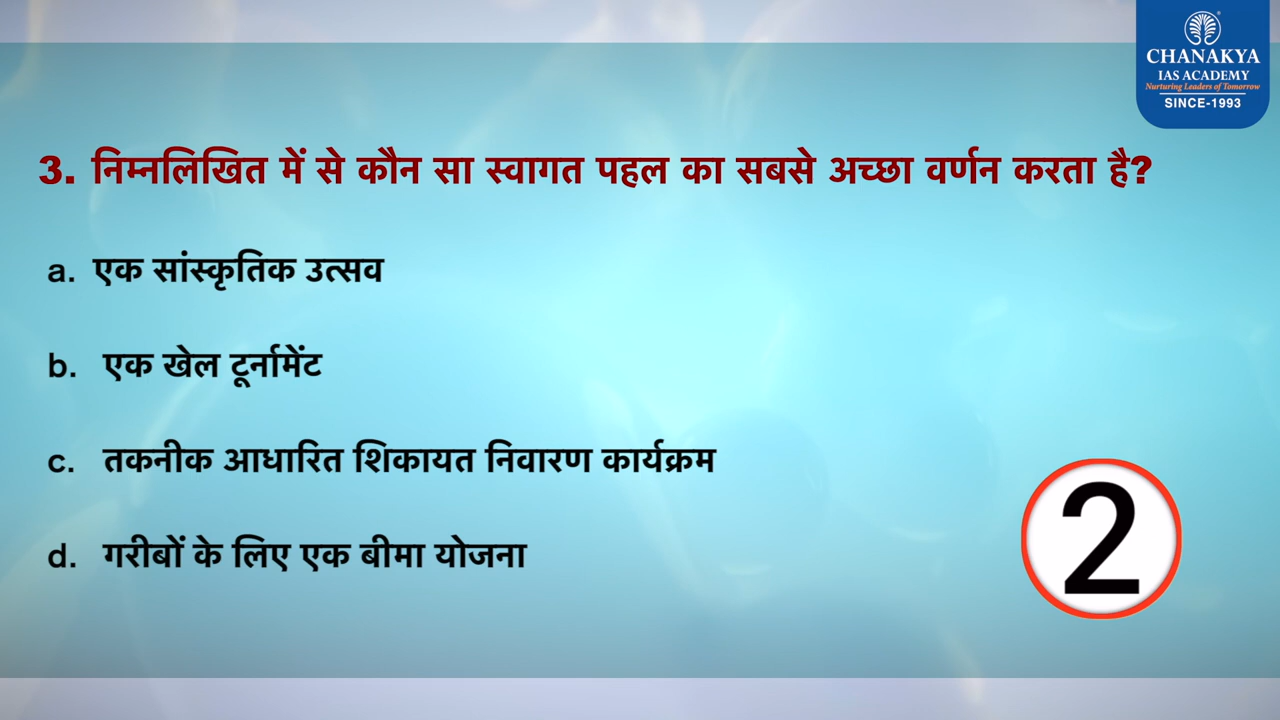 CHANAKYA
IAS ACADEMY
Nurturing Leaders of Tomorrow
SINCE-1993
3. निम्नलिखित में से कौन सा स्वागत पहल का सबसे अच्छा वर्णन करता है?
a. एक सांस्कृतिक उत्सव
b. एक खेल टूर्नामेंट
c. तकनीक आधारित शिकायत निवारण कार्यक्रम
d. गरीबों के लिए एक बीमा योजना
2